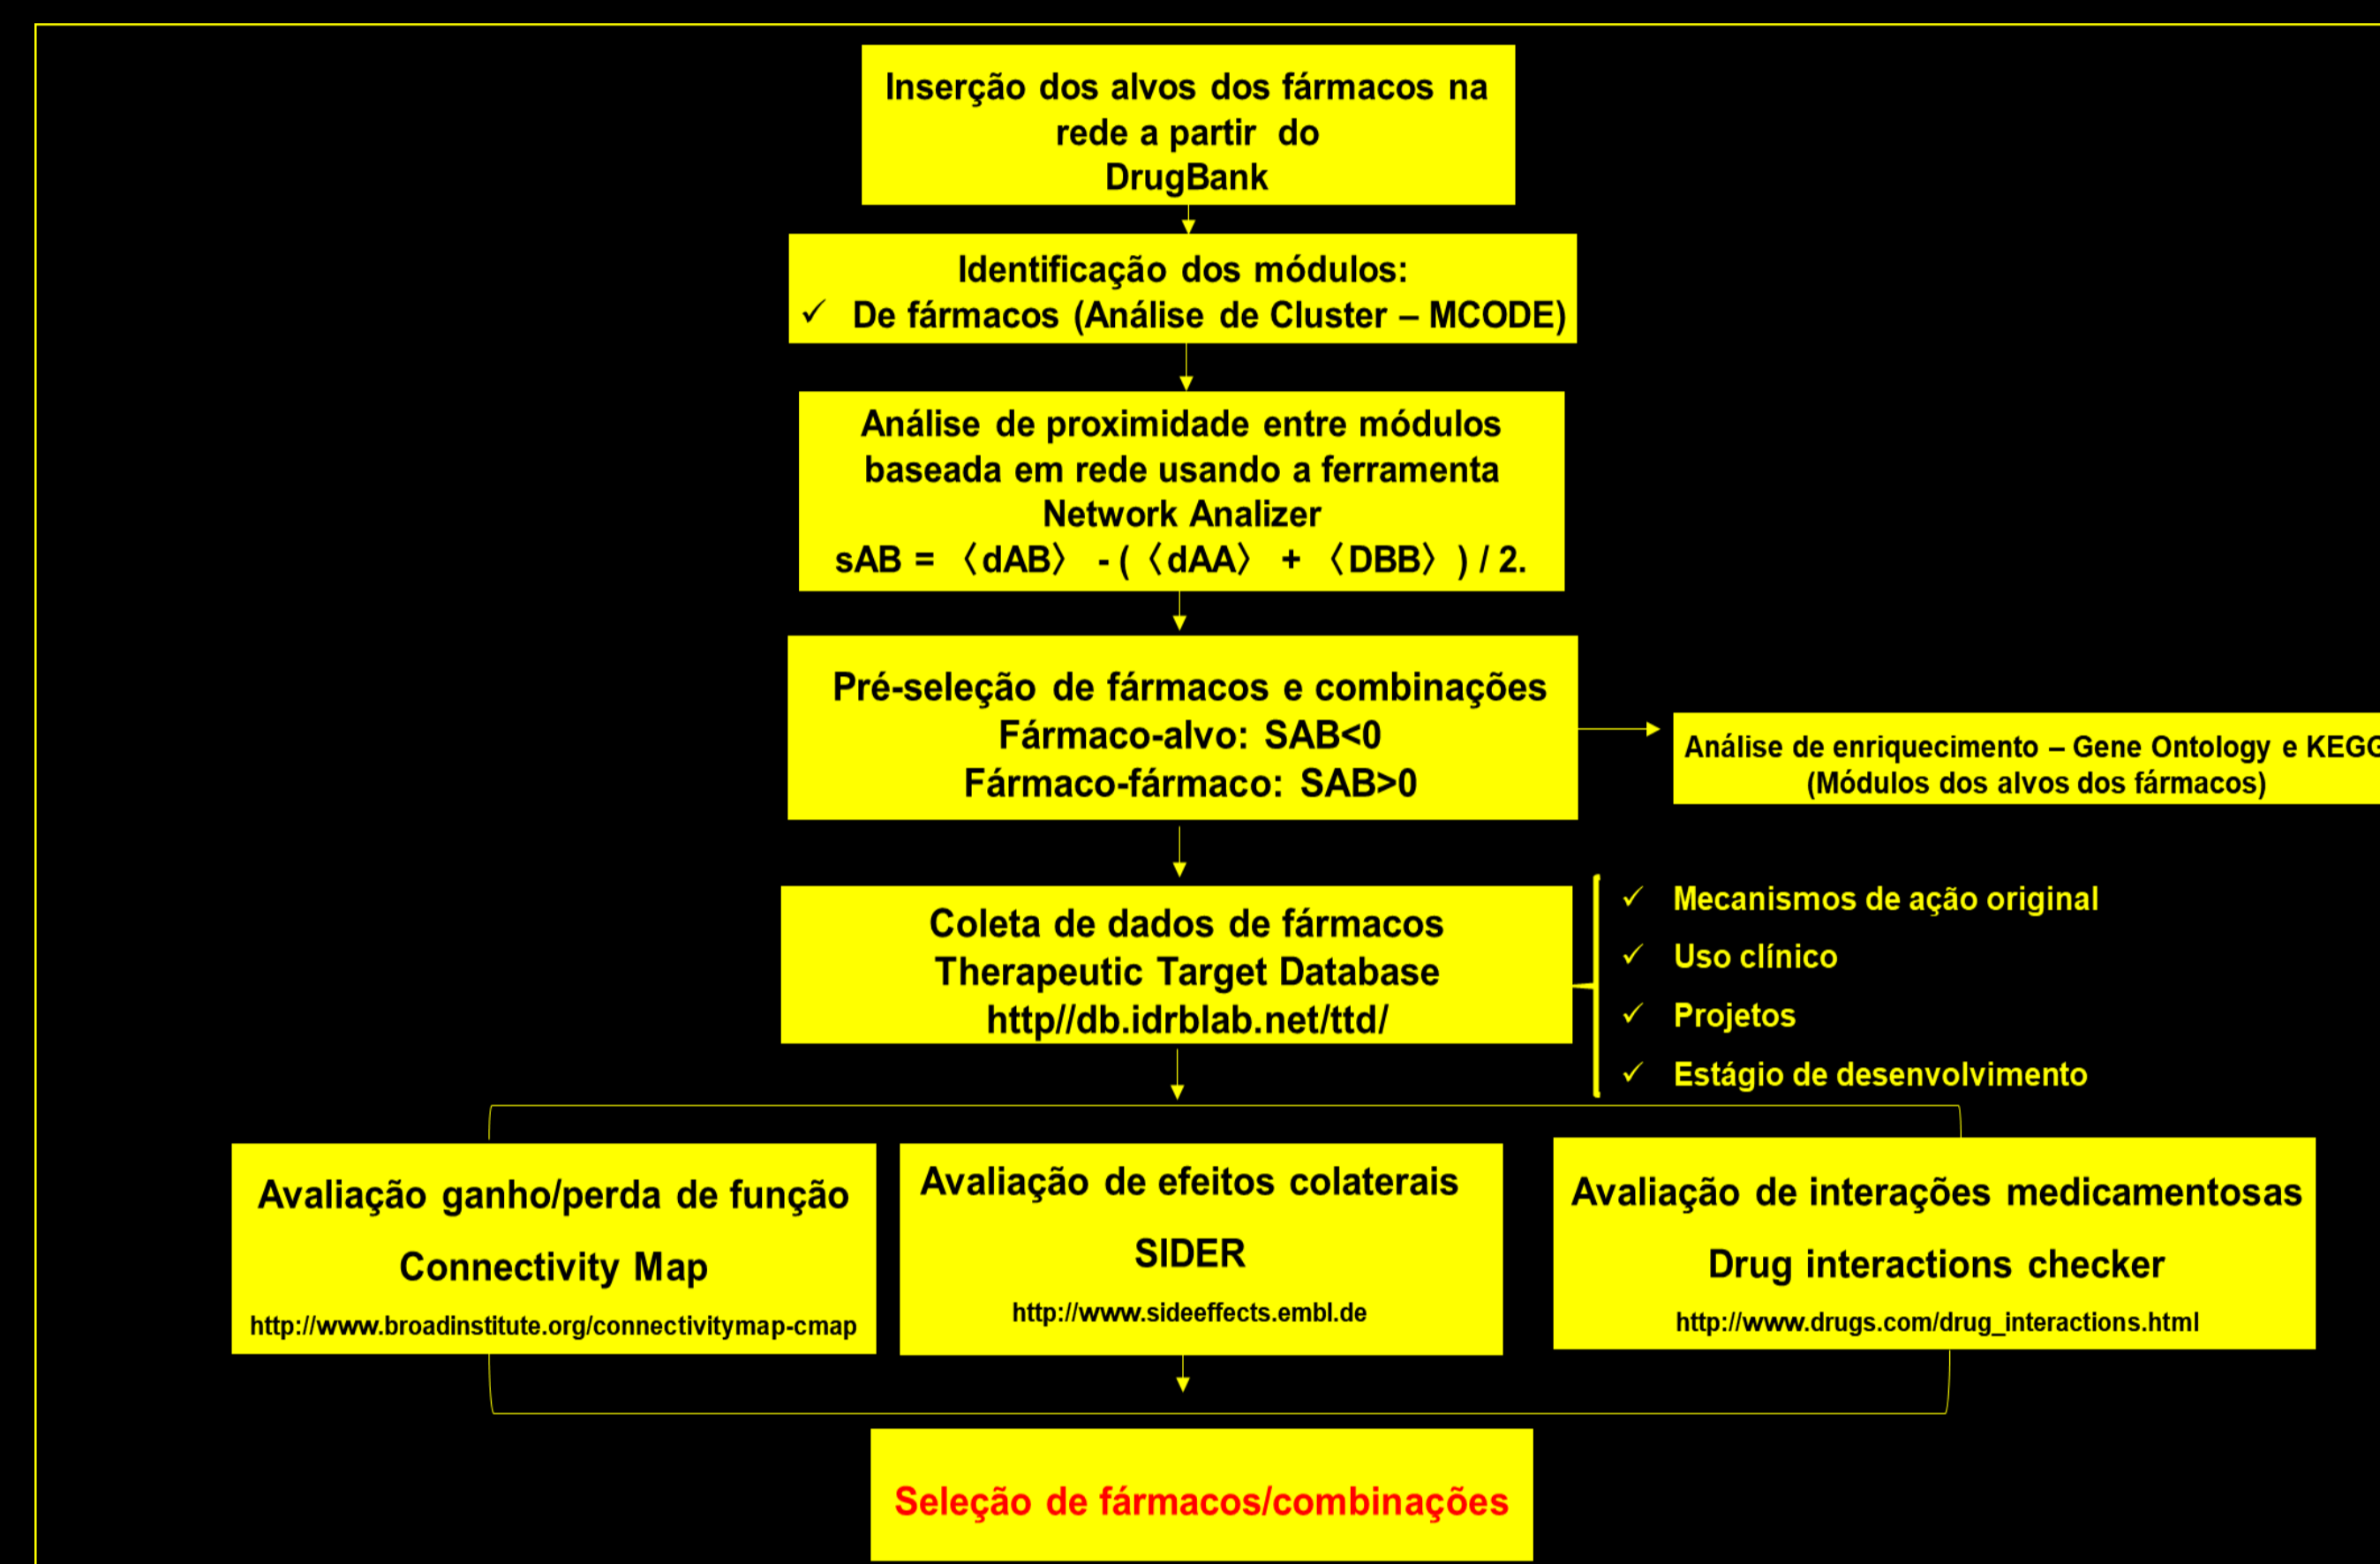 Inserção dos alvos dos fármacos na
rede a partir do
DrugBank
Identificação dos módulos:
✓ De fármacos (Análise de Cluster – MCODE)
Análise de proximidade entre módulos
baseada em rede usando a ferramenta
Network Analizer
sAB = 〈dAB〉 - (〈dAA〉 + 〈DBB〉) / 2.
Pré-seleção de fármacos e combinações
Fármaco-alvo: SAB<0
Fármaco-fármaco: SAB>0
Análise de enriquecimento – Gene Ontology e KEGG
(Módulos dos alvos dos fármacos)
Coleta de dados de fármacos
Therapeutic Target Database
http//db.idrblab.net/ttd/
✓ Mecanismos de ação original
✓ Uso clínico
✓ Projetos
✓ Estágio de desenvolvimento
Avaliação ganho/perda de função
Connectivity Map
http://www.broadinstitute.org/connectivitymap-cmap
Avaliação de efeitos colaterais
SIDER
http://www.sideeffects.embl.de
Avaliação de interações medicamentosas
Drug interactions checker
http://www.drugs.com/drug_interactions.html
Seleção de fármacos/combinações